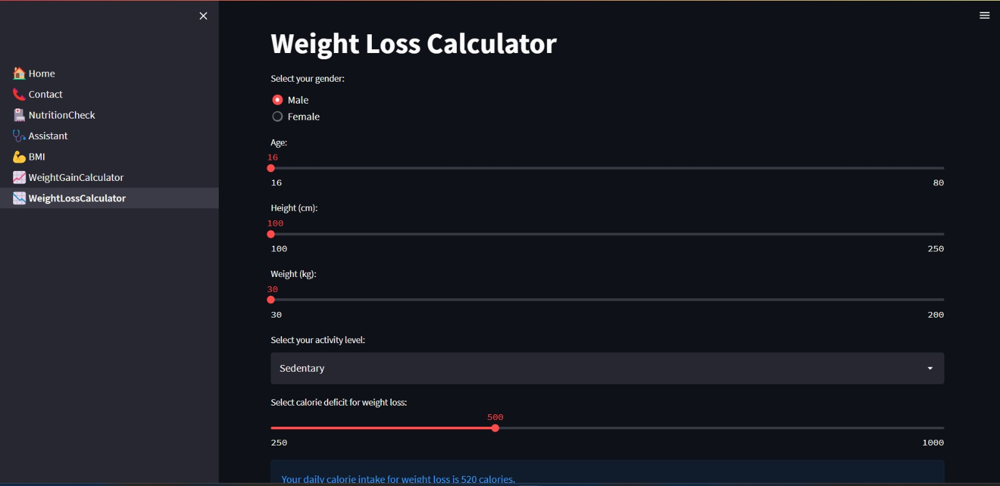 Home
Contact
NutritionCheck
Assistant
BMI
WeightGainCalculator
WeightLossCalculator
Weight Loss Calculator
Select your gender:
Male
Female
Age:
16
16 80
Height (cm):
100
100 250
Weight (kg):
30
30 200
Select your activity level:
Sedentary
Select calorie deficit for weight loss:
500
250 1000
Your daily calorie intake for weight loss is 520 calories.